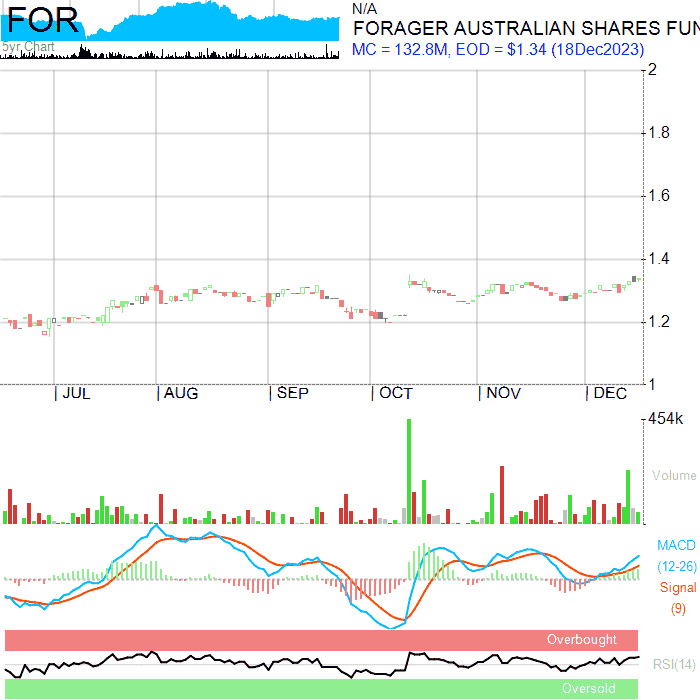 FOR
5yr Chart
N/A
FORAGER AUSTRALIAN SHARES FUN
MC = 132.8M, EOD = $1.34 (18Dec2023)
2
1.8
1.6
1.4
1.2
1
JUL AUG SEP OCT NOV DEC
454k
Volume
MACD
(12-26)
Signal
(9)
Overbought
RSI(14)
Oversold